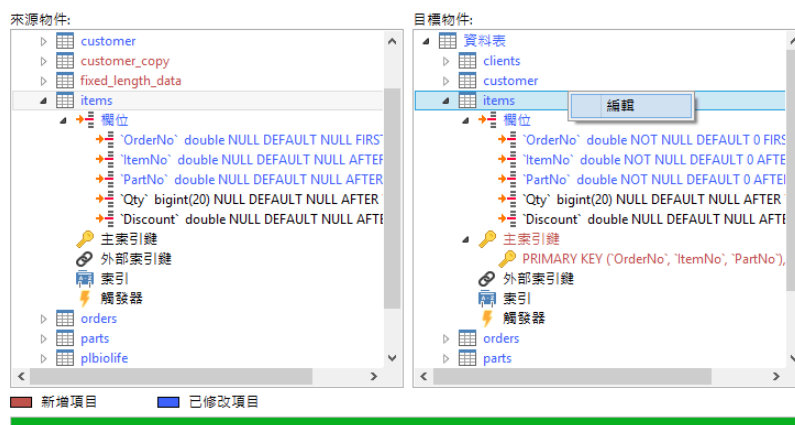 來源物件:
customer
customer_copy
fixed_length_data
items
欄位
`OrderNo` double NULL DEFAULT NULL FIRST
`ItemNo` double NULL DEFAULT NULL AFTER
`PartNo` double NULL DEFAULT NULL AFTER
`Qty` bigint(20) NULL DEFAULT NULL AFTER
`Discount` double NULL DEFAULT NULL AFTE
主索引鍵
外部索引鍵
索引
觸發器
orders
parts
plbiolife
目標物件:
資料表
clients
customer
items
編輯
欄位
`OrderNo` double NOT NULL DEFAULT 0 FIRS
`ItemNo` double NOT NULL DEFAULT 0 AFTE
`PartNo` double NOT NULL DEFAULT 0 AFTE
`Qty` bigint(20) NULL DEFAULT NULL AFTER
`Discount` double NULL DEFAULT NULL AFTE
主索引鍵
PRIMARY KEY (`OrderNo`, `ItemNo`, `PartNo`),
外部索引鍵
索引
觸發器
orders
parts
新增項目
已修改項目